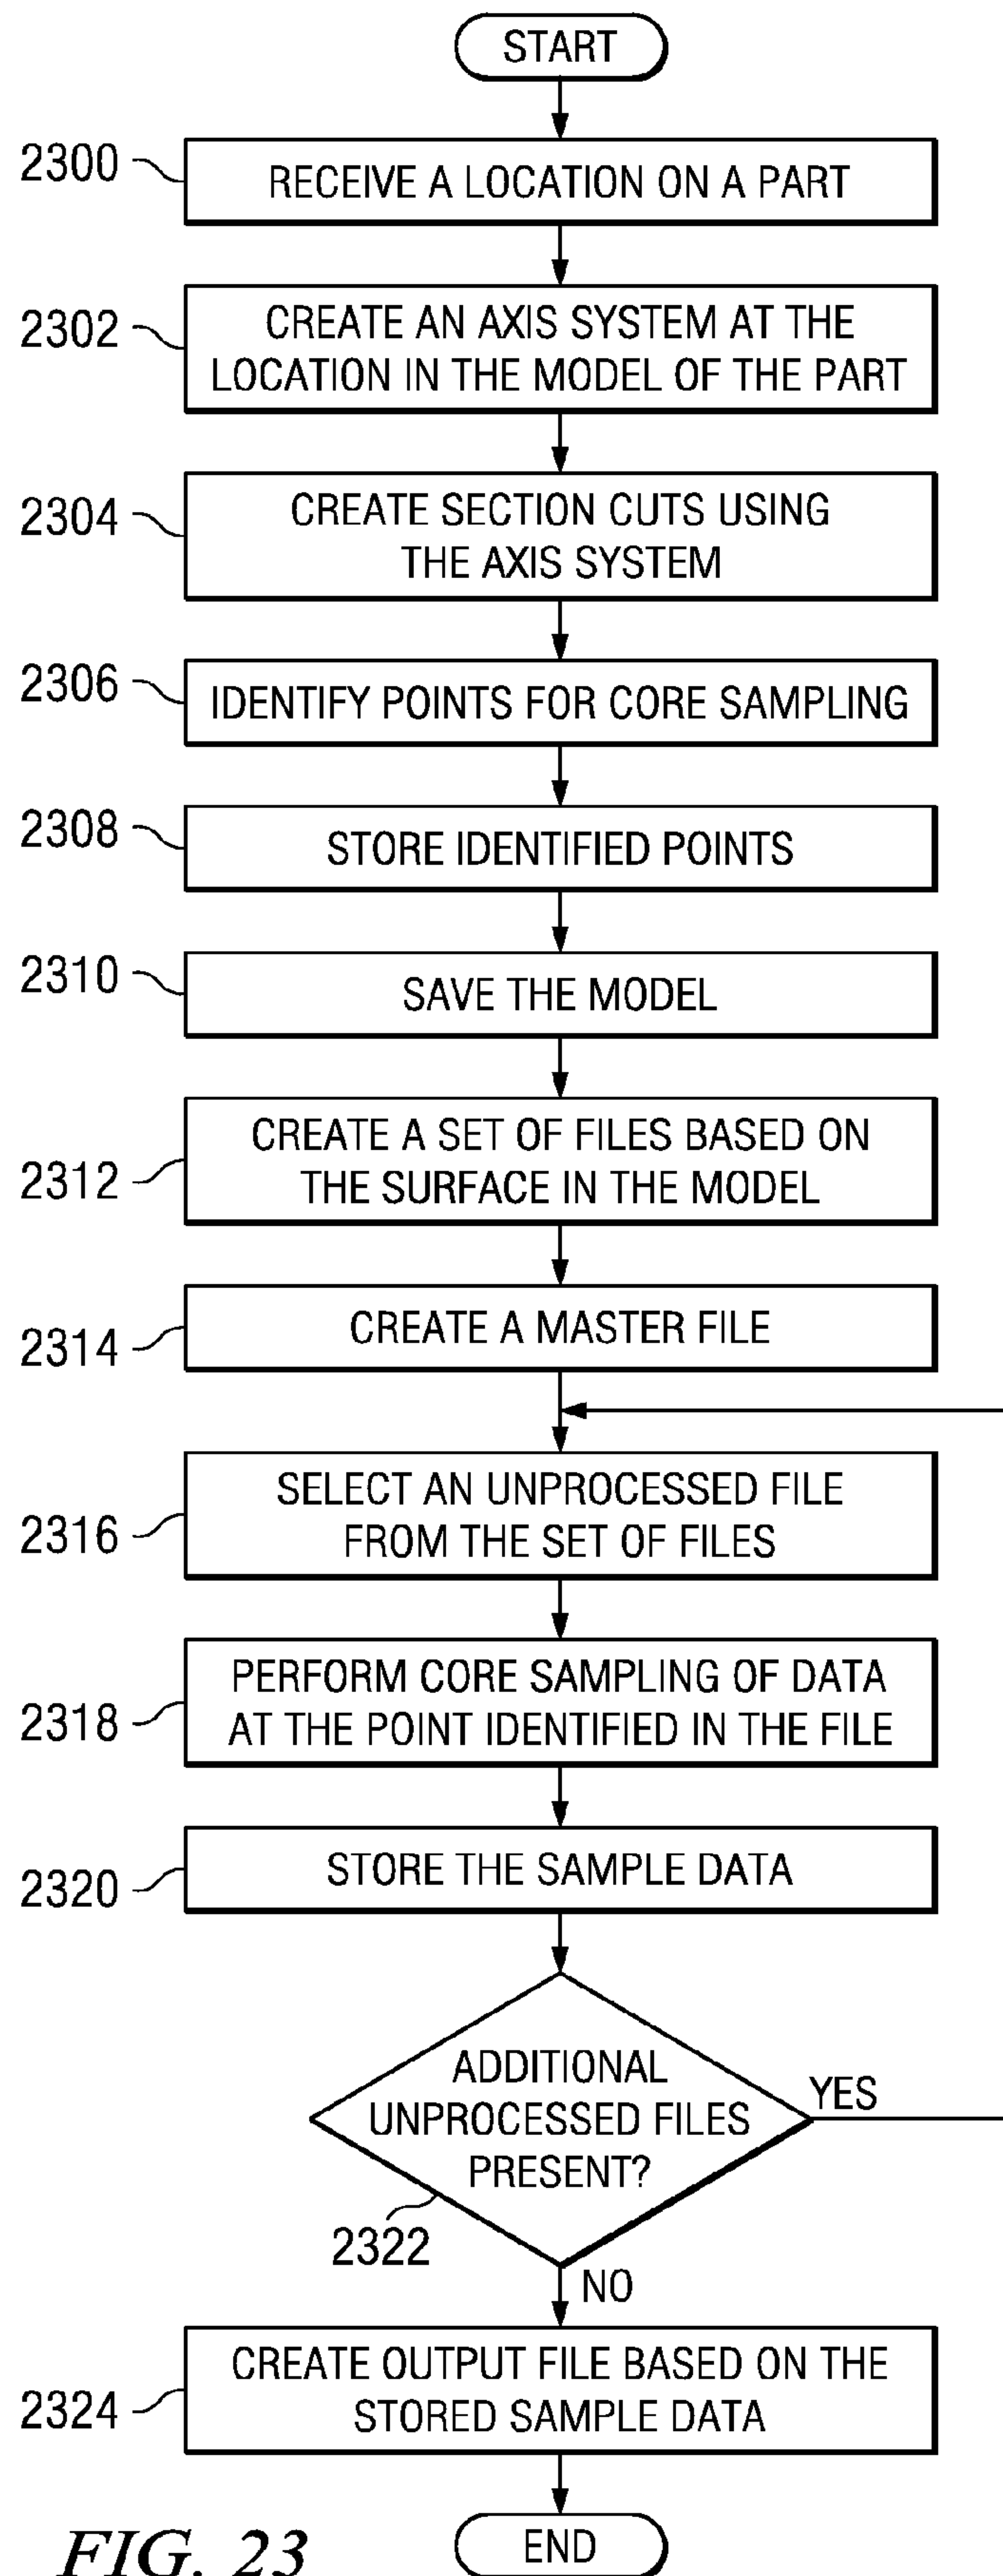 START
2300
RECEIVE A LOCATION ON A PART
2302
CREATE AN AXIS SYSTEM AT THE
LOCATION IN THE MODEL OF THE PART
2304
CREATE SECTION CUTS USING
THE AXIS SYSTEM
2306
IDENTIFY POINTS FOR CORE SAMPLING
2308
STORE IDENTIFIED POINTS
2310
SAVE THE MODEL
2312
CREATE A SET OF FILES BASED ON
THE SURFACE IN THE MODEL
2314
CREATE A MASTER FILE
2316
SELECT AN UNPROCESSED FILE
FROM THE SET OF FILES
2318
PERFORM CORE SAMPLING OF DATA
AT THE POINT IDENTIFIED IN THE FILE
2320
STORE THE SAMPLE DATA
ADDITIONAL
UNPROCESSED FILES
PRESENT?
YES
2322
NO
2324
CREATE OUTPUT FILE BASED ON THE
STORED SAMPLE DATA
END
FIG. 23